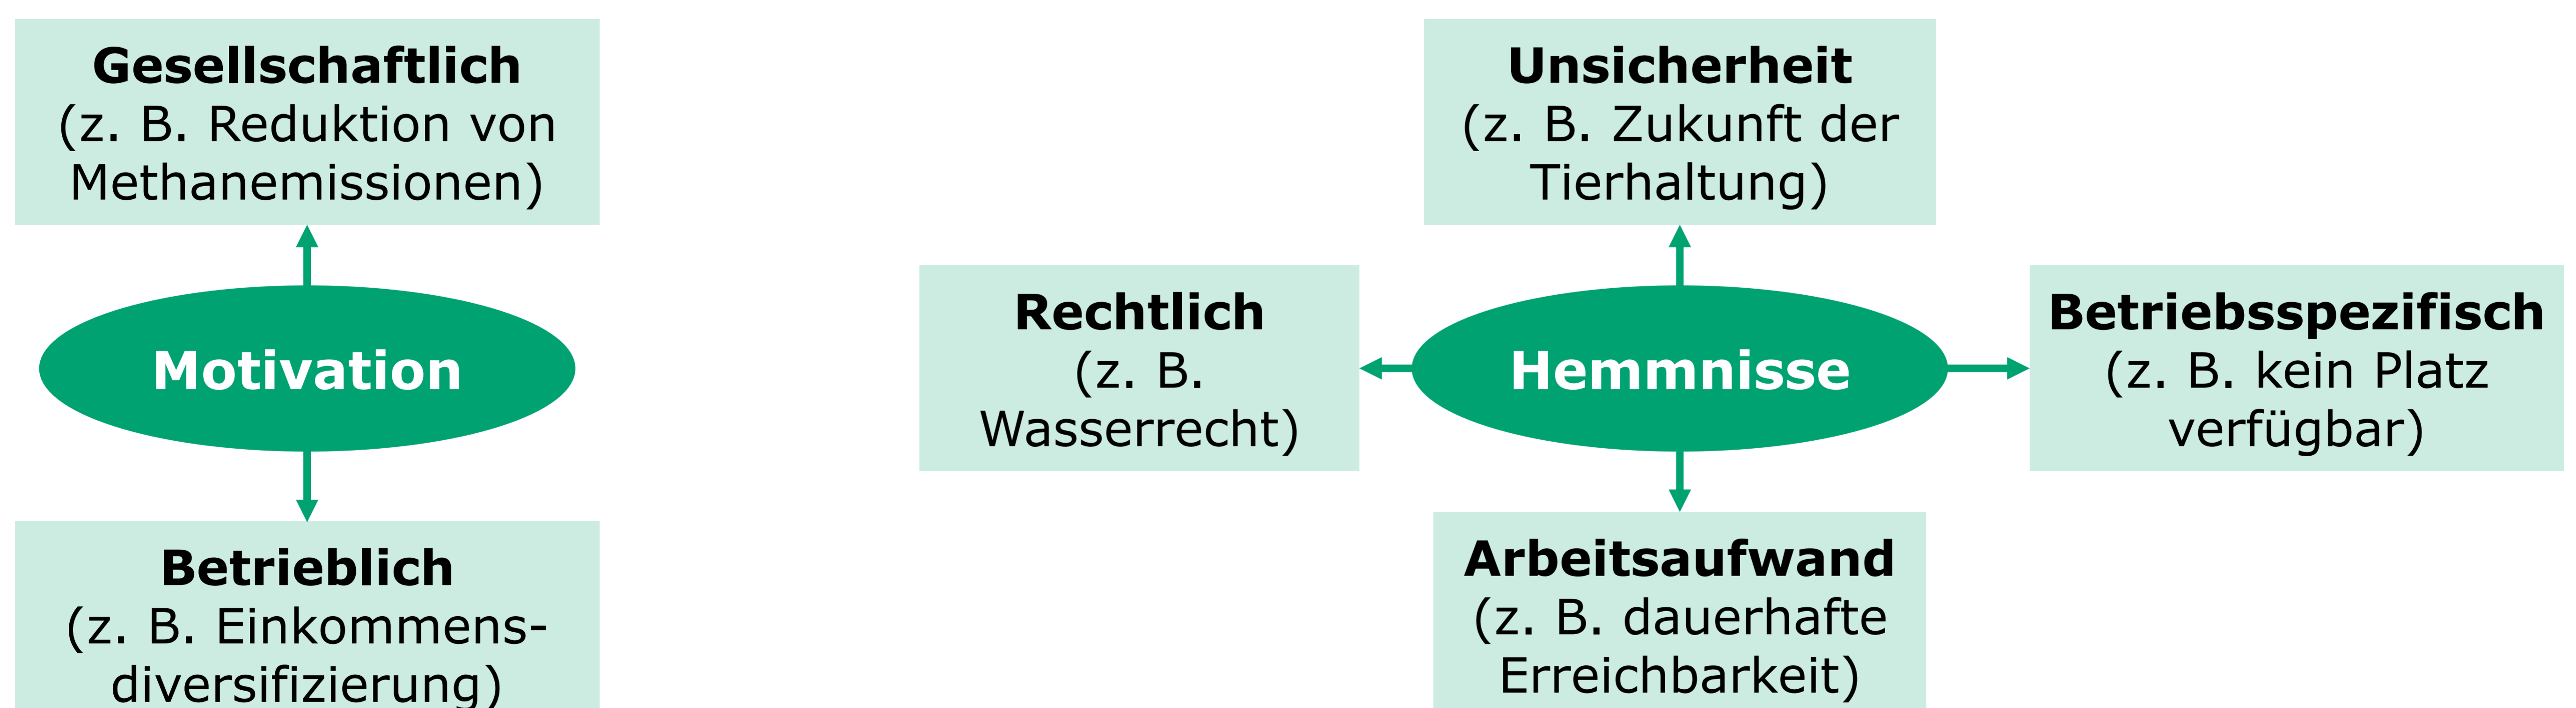 Gesellschaftlich
(z. B. Reduktion von
Methanemissionen)
Motivation
Betrieblich
(z. B. Einkommens-
diversifizierung)
Unsicherheit
(z. B. Zukunft der
Tierhaltung)
Rechtlich
(z. B.
Wasserrecht)
Hemmnisse
Betriebsspezifisch
(z. B. kein Platz
verfügbar)
Arbeitsaufwand
(z. B. dauerhafte
Erreichbarkeit)